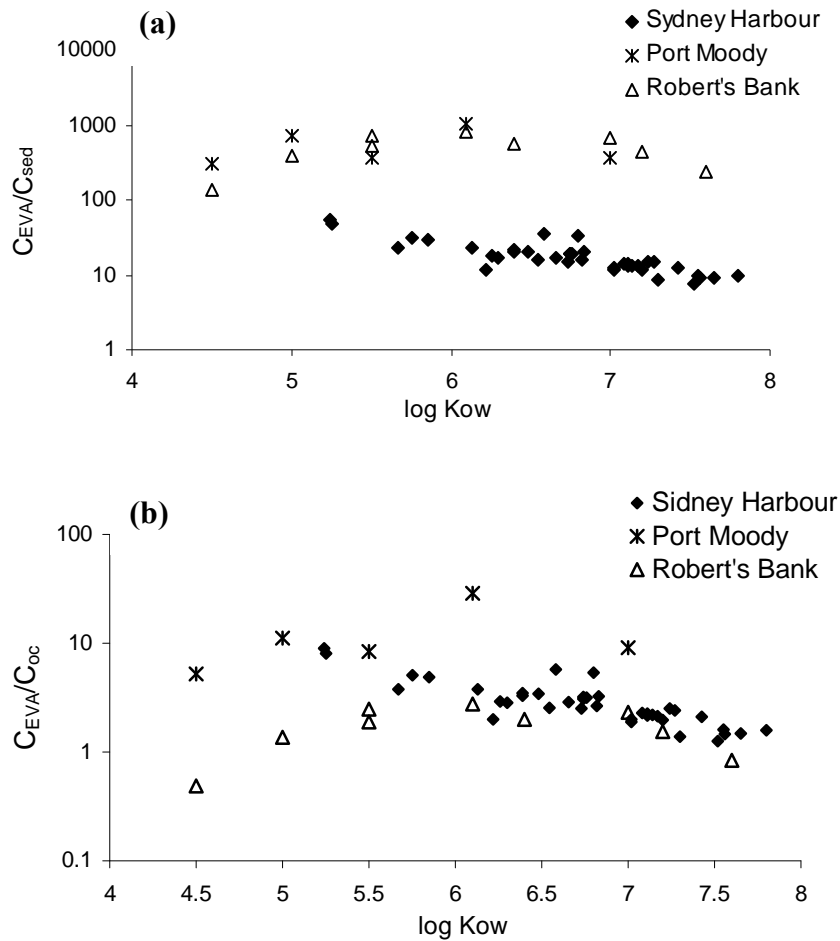 (a)
Sydney Harbour
Port Moody
Robert's Bank
10000
1000
100
10
1
CEVA/Csed
4 5 6 7 8
log Kow
(b)
Sidney Harbour
Port Moody
Robert's Bank
100
10
1
0.1
CEVA/Coc
4 4.5 5 5.5 6 6.5 7 7.5 8
log Kow